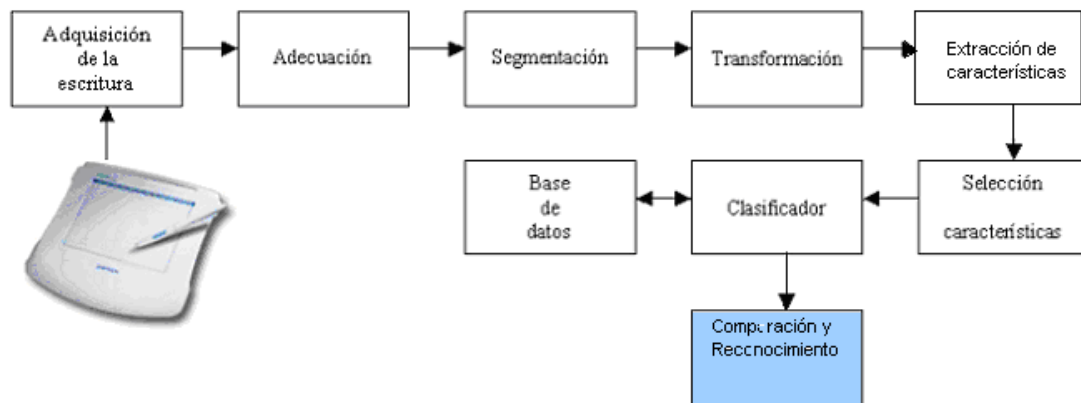 Adquisición
de la
escritura
Adecuación
Segmentación
Transformación
Extracción de
características
Base
de
datos
Clasificador
Selección
características
Comparación y
Reconocimiento